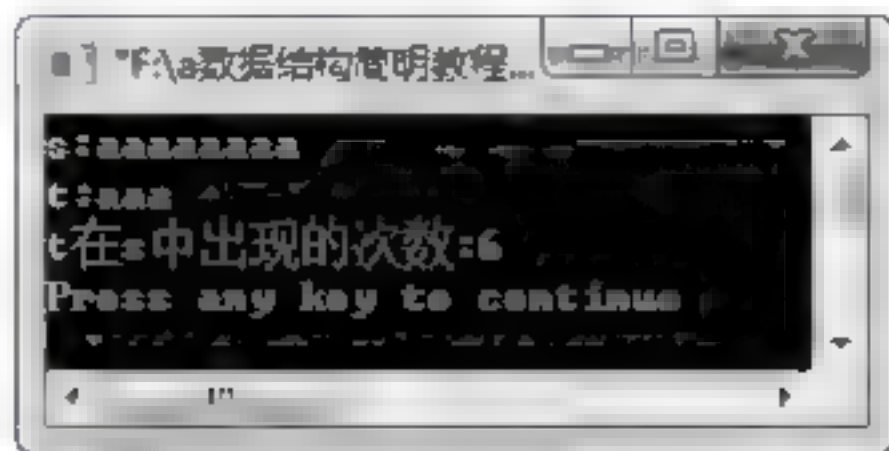 "F:\a数据结构简明教程...
s:aaaaaaaa
t:aaa
t在s中出现的次数:6
Press any key to continue